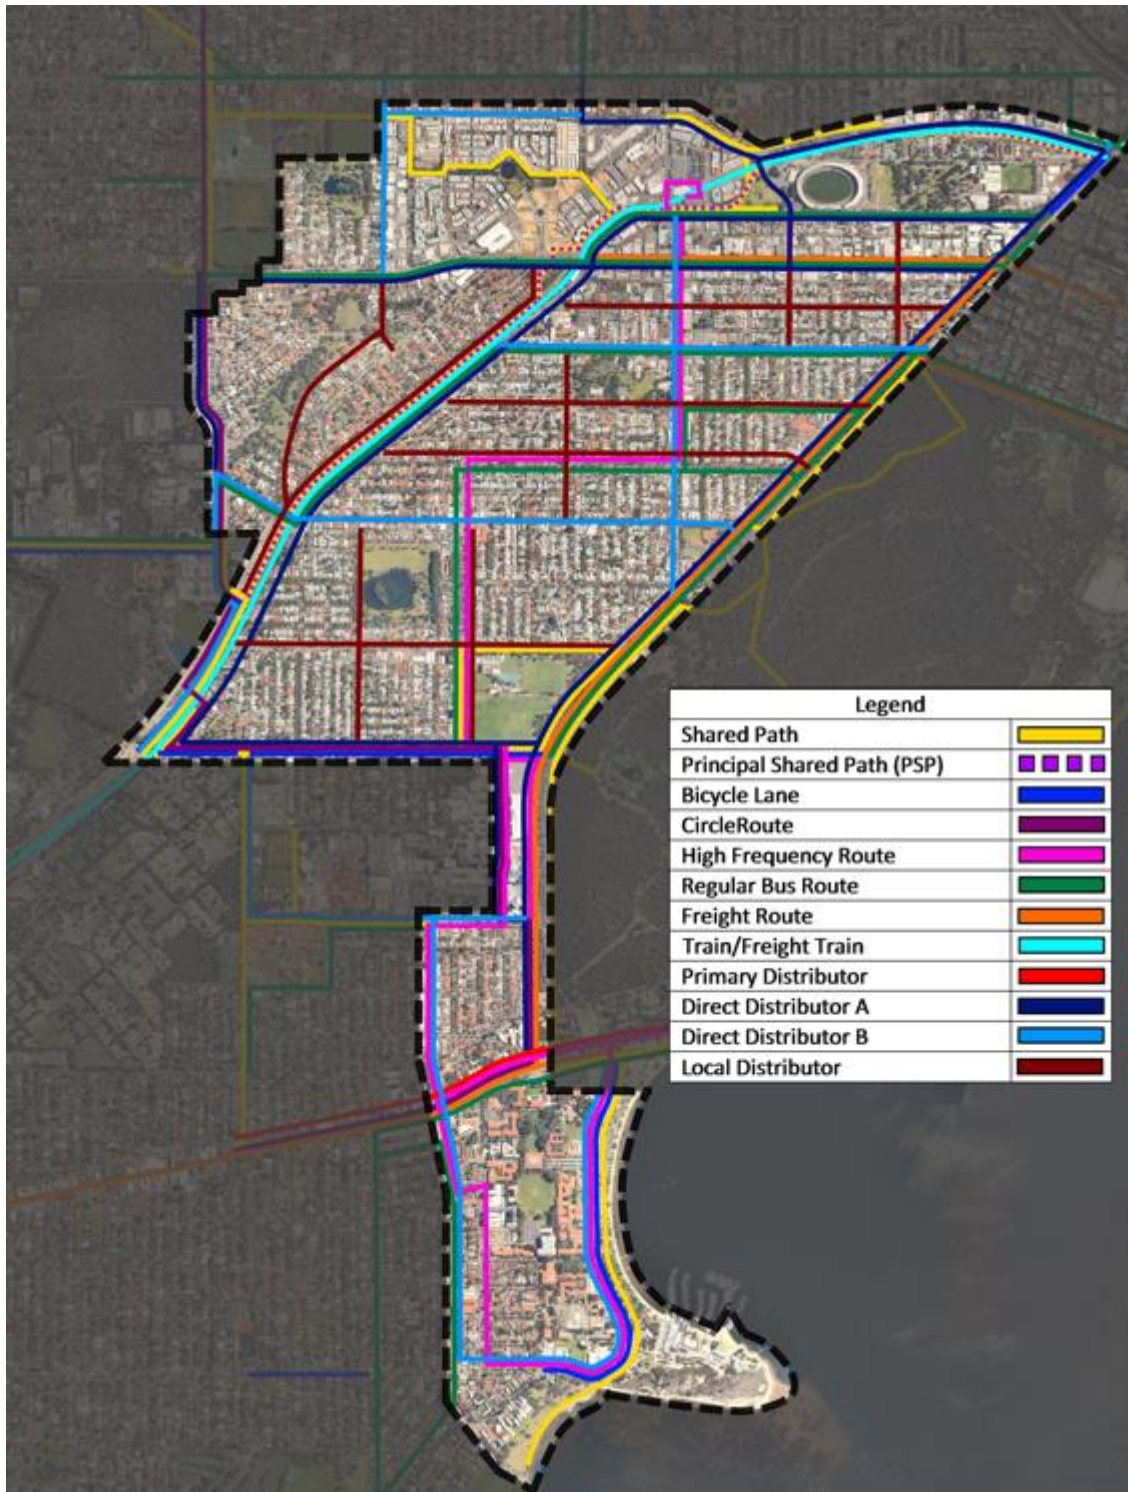 Legend
Shared Path
Principal Shared Path (PSP)
Bicycle Lane
CircleRoute
High Frequency Route
Regular Bus Route
Freight Route
Train/Freight Train
Primary Distributor
Direct Distributor A
Direct Distributor B
Local Distributor